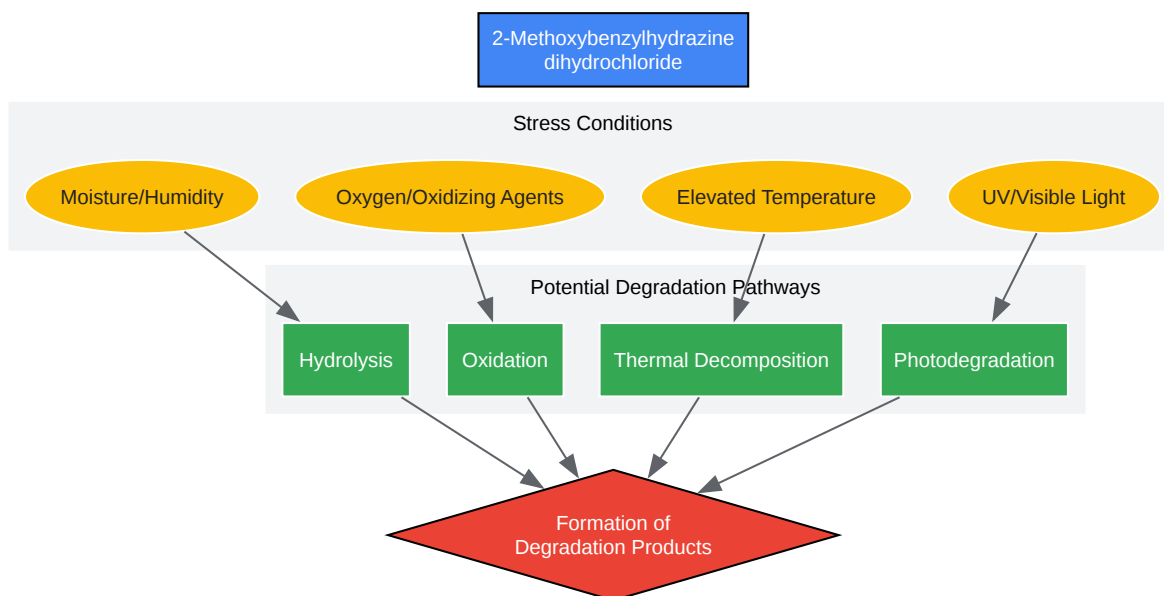 2-Methoxybenzylhydrazine
dihydrochloride
Stress Conditions
Moisture/Humidity
Oxygen/Oxidizing Agents
Elevated Temperature
UV/Visible Light
Potential Degradation Pathways
Hydrolysis
Oxidation
Thermal Decomposition
Photodegradation
Formation of
Degradation Products